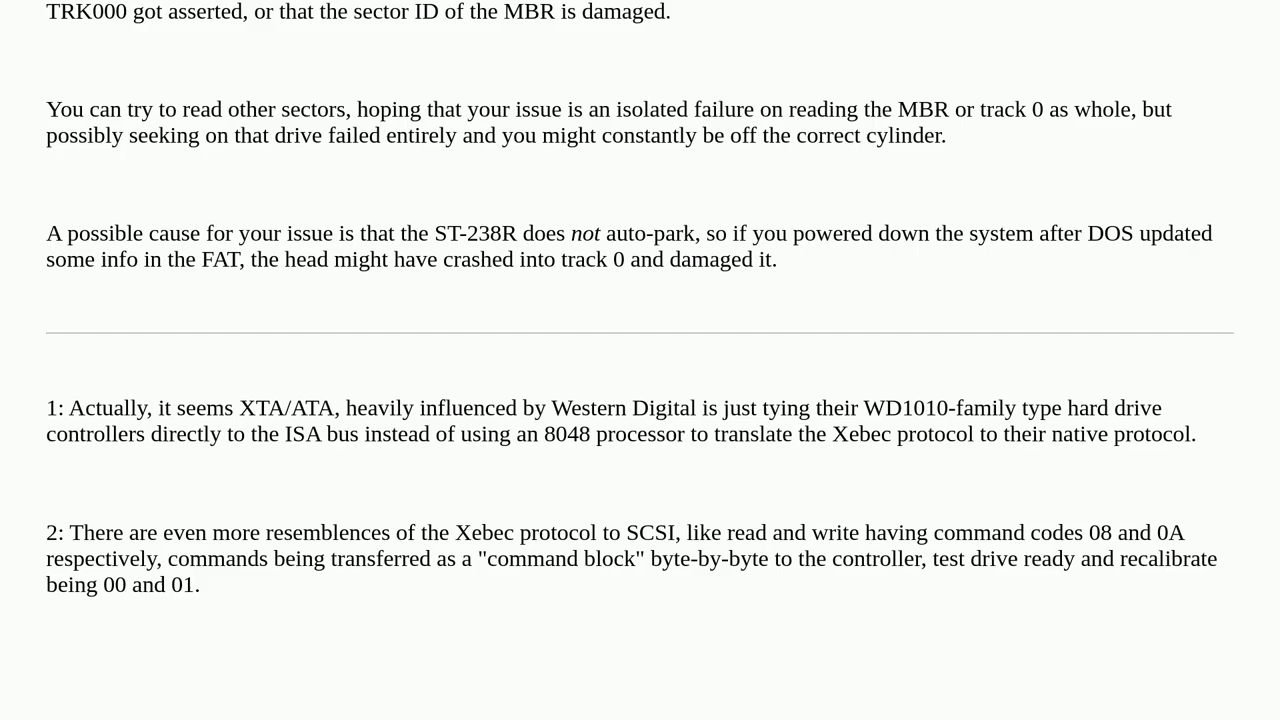 TRK000 got asserted, or that the sector ID of the MBR is damaged.
You can try to read other sectors, hoping that your issue is an isolated failure on reading the MBR or track 0 as whole, but
possibly seeking on that drive failed entirely and you might constantly be off the correct cylinder.
A possible cause for your issue is that the ST-238R does not auto-park, so if you powered down the system after DOS updated
some info in the FAT, the head might have crashed into track 0 and damaged it.
1: Actually, it seems XTA/ATA, heavily influenced by Western Digital is just tying their WD1010-family type hard drive
controllers directly to the ISA bus instead of using an 8048 processor to translate the Xebec protocol to their native protocol.
2: There are even more resemblences of the Xebec protocol to SCSI, like read and write having command codes 08 and 0A
respectively, commands being transferred as a "command block" byte-by-byte to the controller, test drive ready and recalibrate
being 00 and 01.